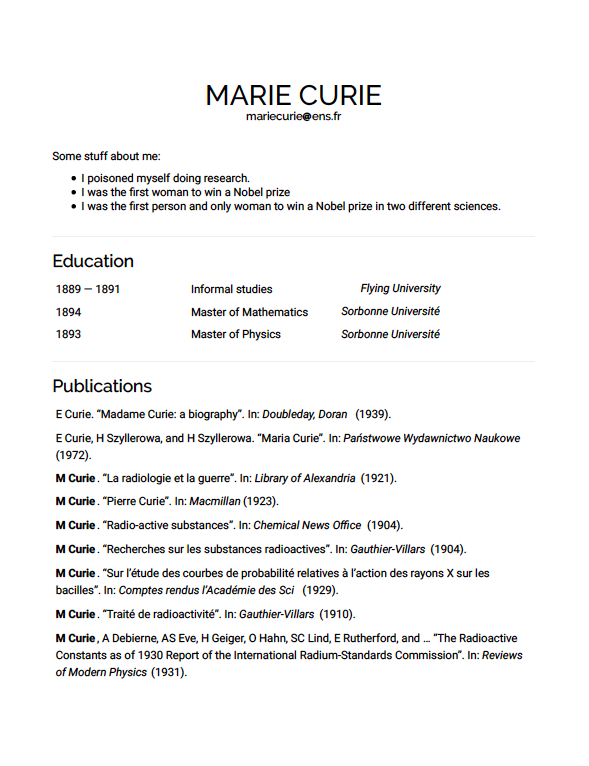 MARIE CURIE
mariecurie@ens.fr
Some stuff about me:
• I poisoned myself doing research.
• I was the first woman to win a Nobel prize
• I was the first person and only woman to win a Nobel prize in two different sciences.
Education
1889 — 1891 Informal studies Flying University
1894 Master of Mathematics Sorbonne Université
1893 Master of Physics Sorbonne Université
Publications
E Curie. “Madame Curie: a biography”. In: Doubleday, Doran (1939).
E Curie, H Szyllerowa, and H Szyllerowa. “Maria Curie”. In: Państwowe Wydawnictwo Naukowe
(1972).
M Curie. “La radiologie et la guerre”. In: Library of Alexandria (1921).
M Curie. “Pierre Curie”. In: Macmillan (1923).
M Curie. “Radio-active substances”. In: Chemical News Office (1904).
M Curie. “Recherches sur les substances radioactives”. In: Gauthier-Villars (1904).
M Curie. “Sur l’étude des courbes de probabilité relatives à l’action des rayons X sur les
bacilles”. In: Comptes rendus l’Académie des Sci (1929).
M Curie. “Traité de radioactivité”. In: Gauthier-Villars (1910).
M Curie, A Debierne, AS Eve, H Geiger, O Hahn, SC Lind, E Rutherford, and … “The Radioactive
Constants as of 1930 Report of the International Radium-Standards Commission”. In: Reviews
of Modern Physics (1931).